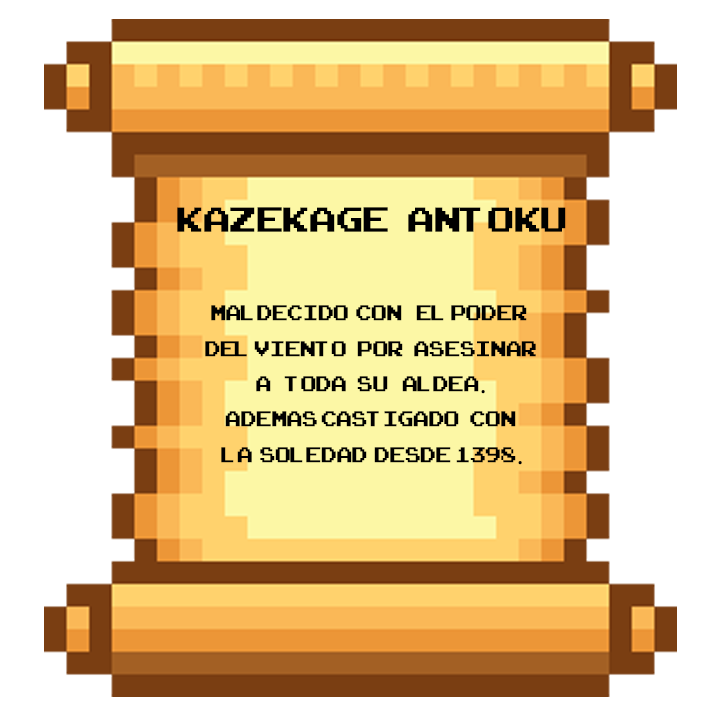 KAZEKAGE ANTOKU
MALDECIDO CON EL PODER
DEL VIENTO POR ASESINAR
A TODA SU ALDEA.
ADEMAS CASTIGADO CON
LA SOLEDAD DESDE 1398.